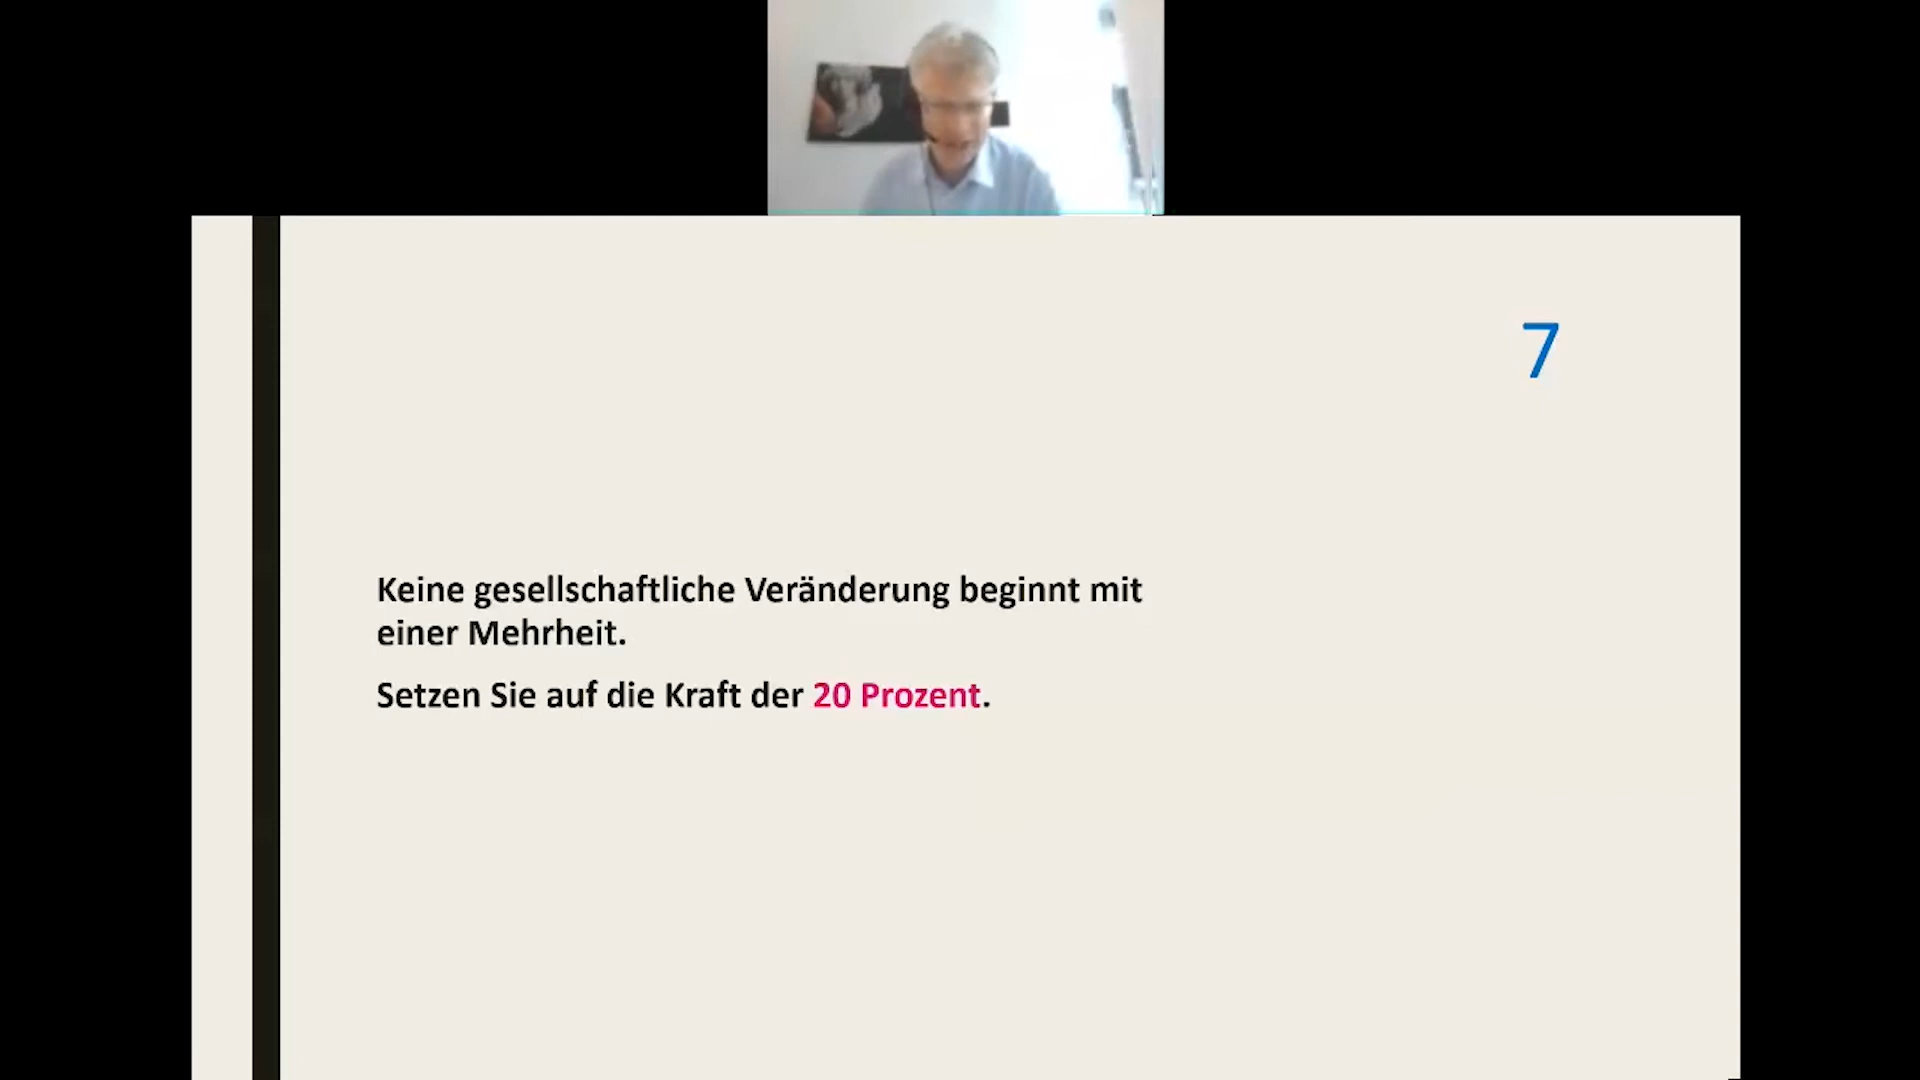 7
Keine gesellschaftliche Veränderung beginnt mit
einer Mehrheit.
Setzen Sie auf die Kraft der 20 Prozent.